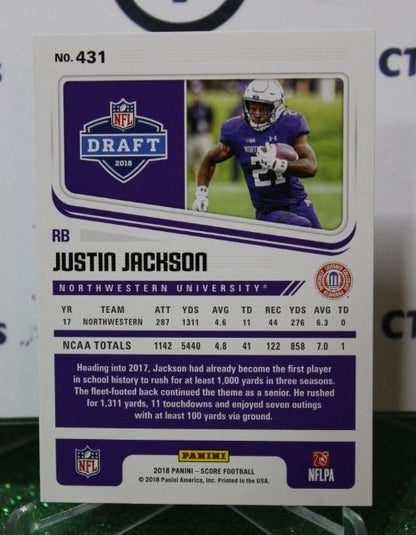 NO. 431
CT
NFL
DRAFT
2018
NORTH
21
RB
JUSTIN JACKSON
NORTHWESTERN UNIVERSITY®
YR TEAM ATT YDS AVG TD REC YDS AVG TD
17 NORTHWESTERN 287 1311 4.6 11 44 276 6.3 0
NCAA TOTALS 1142 5440 4.8 41 122 858 7.0 1
Heading into 2017, Jackson had already become the first player
in school history to rush for at least 1,000 yards in three seasons.
The fleet-footed back continued the theme as a senior. He rushed
for 1,311 yards, 11 touchdowns and enjoyed seven outings
with at least 100 yards via ground.
NFL
PANINI
2018 PANINI – SCORE FOOTBALL
© 2018 Panini America, Inc. Printed in the USA.
NFLPA